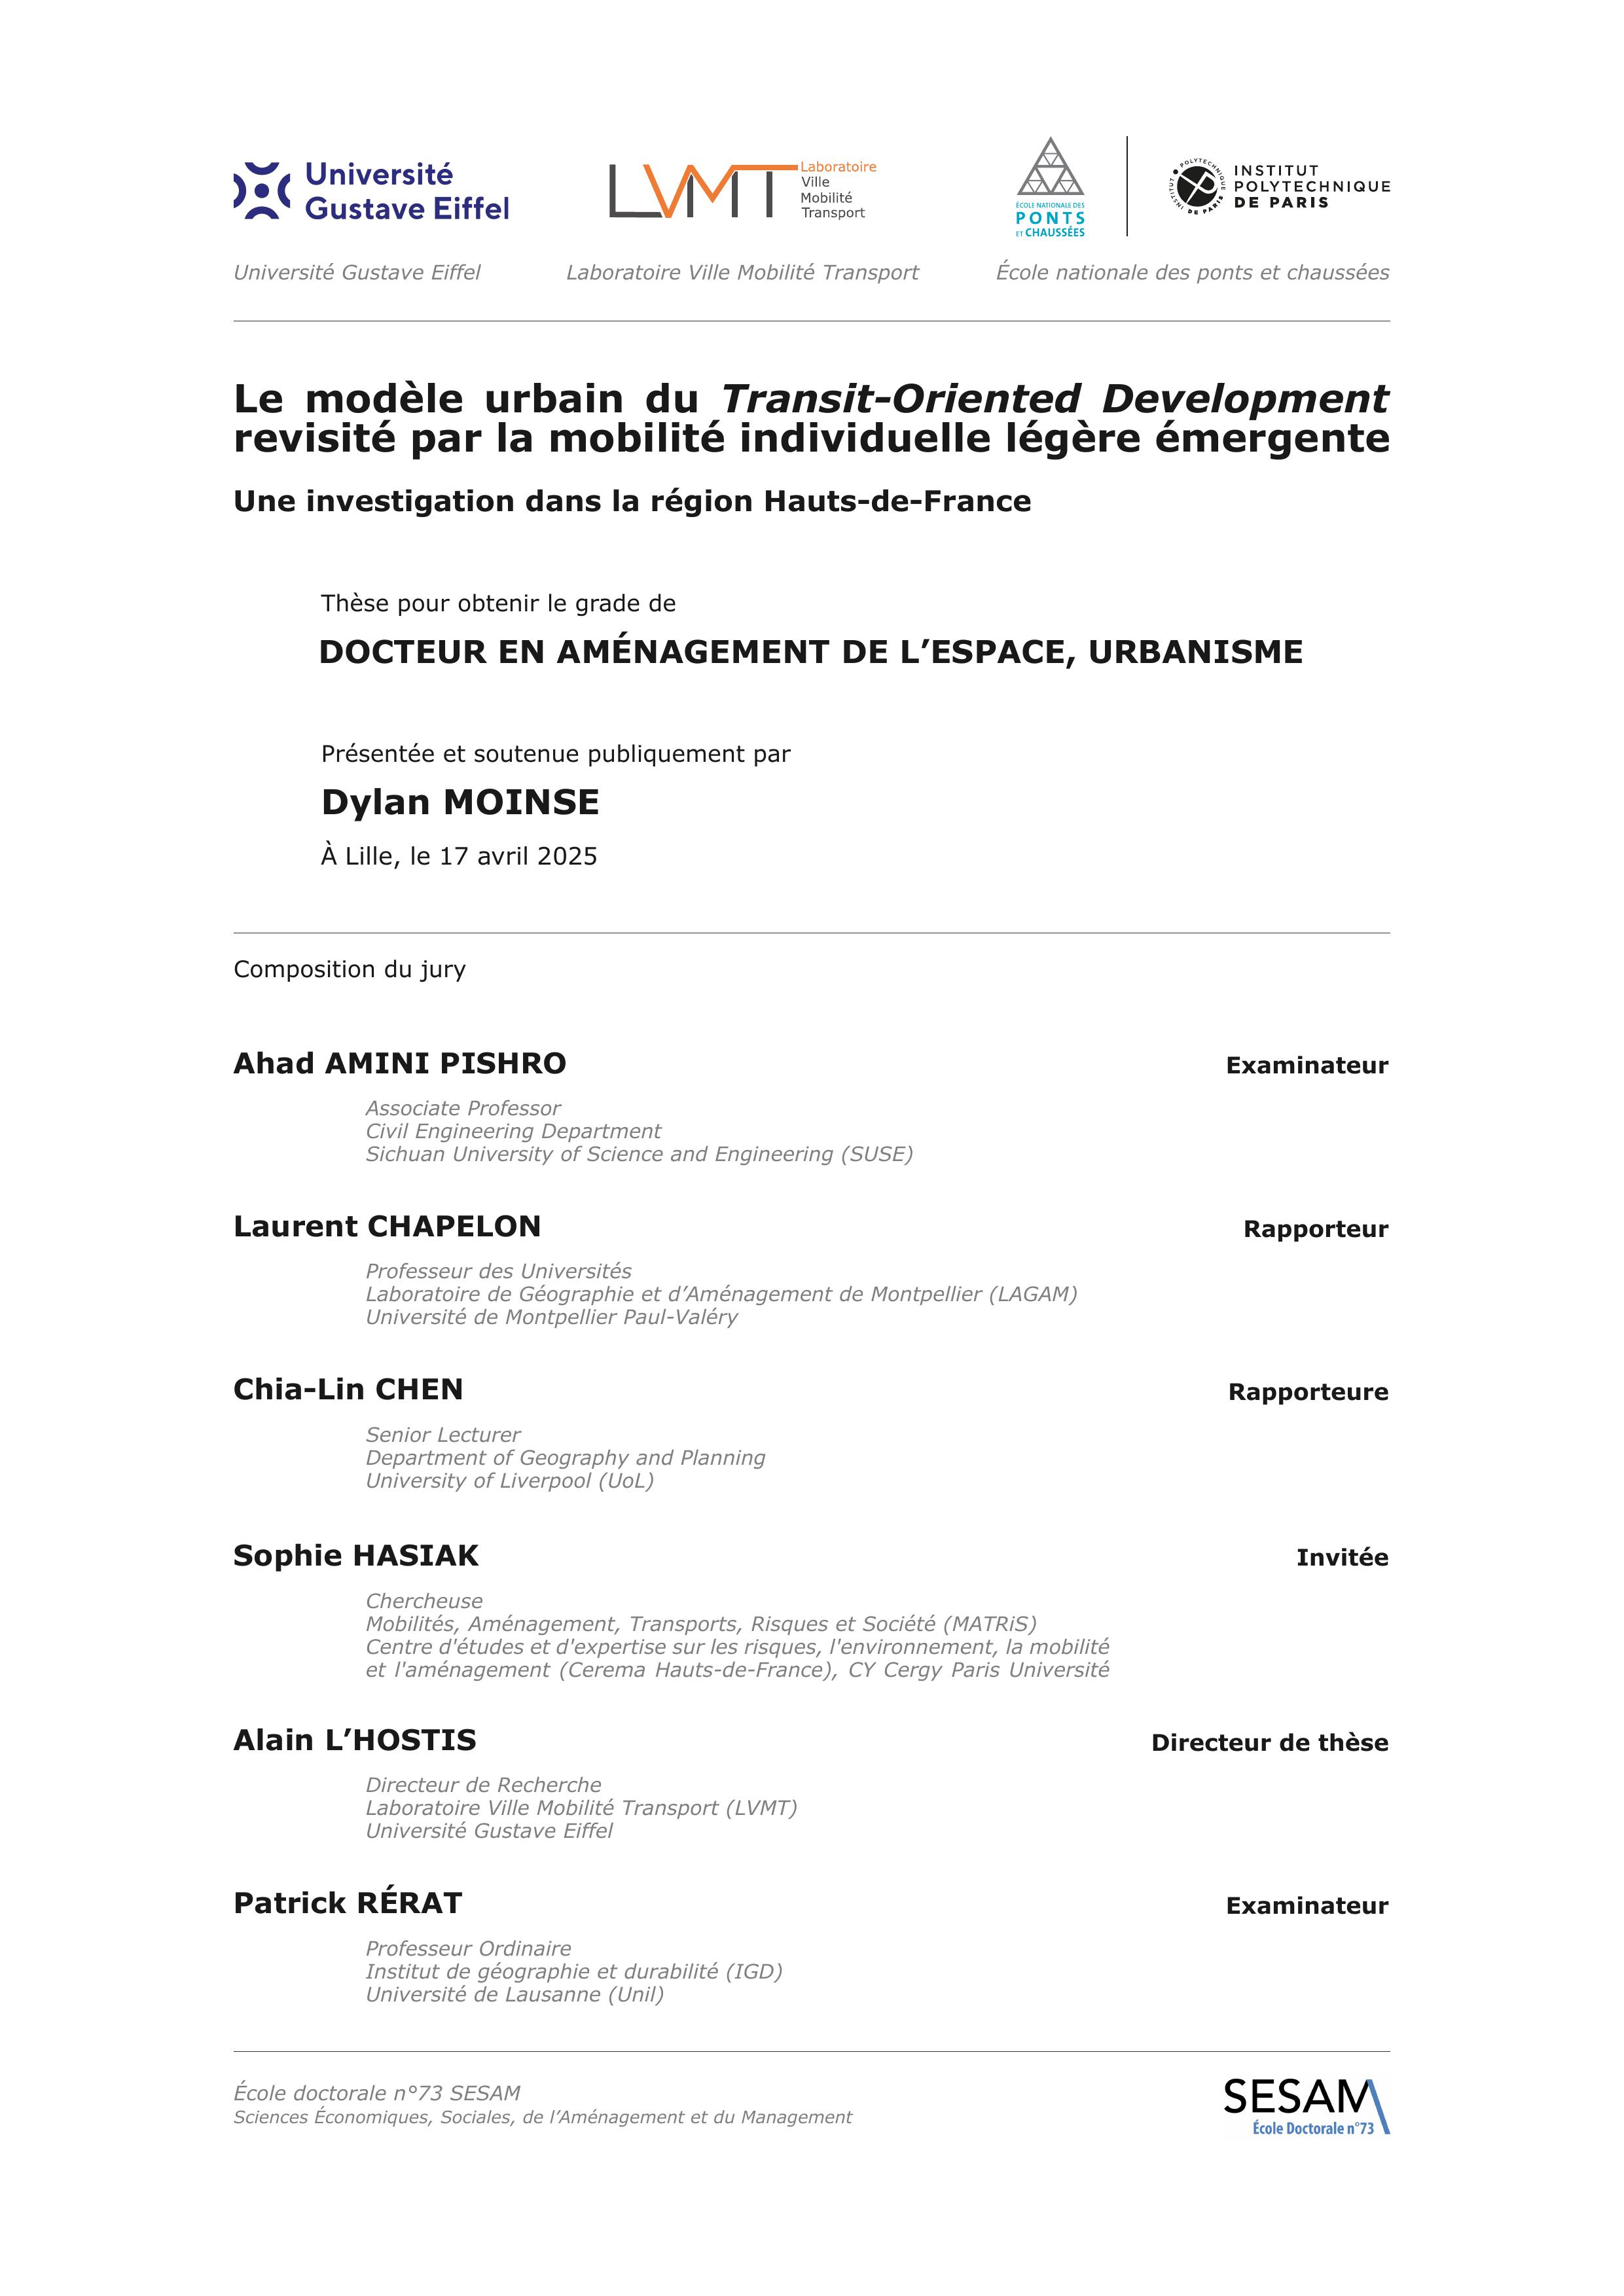 Université
Gustave Eiffel
LVMT
Laboratoire
Ville
Mobilité
Transport
ÉCOLE NATIONALE DES
PONTS
ET CHAUSSÉES
INSTITUT POLYTECHNIQUE DE PARIS
INSTITUT
POLYTECHNIQUE
DE PARIS
Université Gustave Eiffel
Laboratoire Ville Mobilité Transport
École nationale des ponts et chaussées
Le modèle urbain du Transit-Oriented Development
revisité par la mobilité individuelle légère émergente
Une investigation dans la région Hauts-de-France
Thèse pour obtenir le grade de
DOCTEUR EN AMÉNAGEMENT DE L’ESPACE, URBANISME
Présentée et soutenue publiquement par
Dylan MOINSE
À Lille, le 17 avril 2025
Composition du jury
Ahad AMINI PISHRO
Examinateur
Associate Professor
Civil Engineering Department
Sichuan University of Science and Engineering (SUSE)
Laurent CHAPELON
Rapporteur
Professeur des Universités
Laboratoire de Géographie et d’Aménagement de Montpellier (LAGAM)
Université de Montpellier Paul-Valéry
Chia-Lin CHEN
Rapporteure
Senior Lecturer
Department of Geography and Planning
University of Liverpool (UoL)
Sophie HASIAK
Invitée
Chercheuse
Mobilités, Aménagement, Transports, Risques et Société (MATRiS)
Centre d'études et d'expertise sur les risques, l'environnement, la mobilité
et l'aménagement (Cerema Hauts-de-France), CY Cergy Paris Université
Alain L’HOSTIS
Directeur de thèse
Directeur de Recherche
Laboratoire Ville Mobilité Transport (LVMT)
Université Gustave Eiffel
Patrick RÉRAT
Examinateur
Professeur Ordinaire
Institut de géographie et durabilité (IGD)
Université de Lausanne (Unil)
École doctorale n°73 SESAM
Sciences Économiques, Sociales, de l’Aménagement et du Management
SESAM
École Doctorale n°73